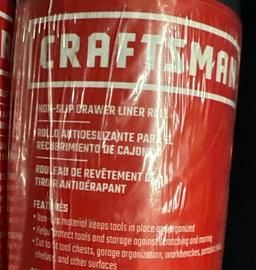 CRAFTSMAN
NON-SLIP DRAWER LINER ROLL
ROLLO ANTIDESLIZANTE PARA EL
RECUBRIMIENTO DE CAJONES
ROULEAU DE REVÊTEMENT DE
TIROIR ANTIDÉRAPANT
FEATURES
• Non-slip material keeps tools in place and organized
• Help protect tools and storage against scratching and marring
• Cut to fit tool chests, garage organization, workbenches, portable
shelves, and other surfaces